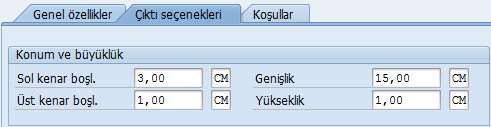 Genel özellikler Çıktı seçenekleri Koşullar
Konum ve büyüklük
Sol kenar boşl. 3,00 CM Genişlik 15,00 CM
Üst kenar boşl. 1,00 CM Yükseklik 1,00 CM